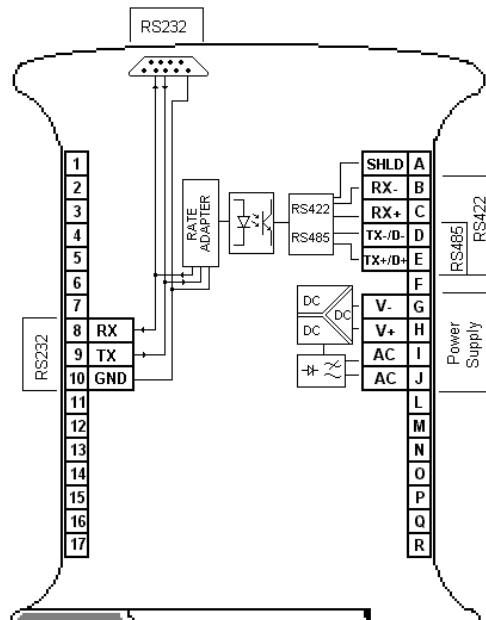 RS232
1
2
3
4
5
6
7
8 RX
9 TX
10 GND
11
12
13
14
15
16
17
RS232
RATE
ADAPTER
RS422
RS485
SHLD A
RX- B
RX+ C
TX-/D- D
TX+/D+ E
F
V- G
V+ H
AC I
AC J
L
M
N
O
P
Q
R
DC
DC
DC
RS485
RS422
Power
Supply